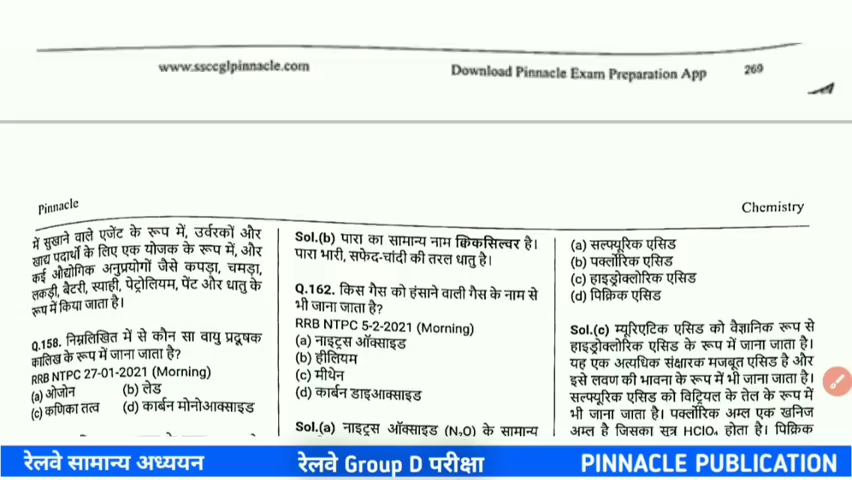 www.ssccglpinnacle.com
Download Pinnacle Exam Preparation App
269
Pinnacle
Chemistry
में सुखाने वाले एजेंट के रूप में, उर्वरकों और
खाद्य पदार्थों के लिए एक योजक के रूप में, और
कई औद्योगिक अनुप्रयोगों जैसे कपड़ा, चमड़ा,
लकड़ी, बैटरी, स्याही, पेट्रोलियम, पेंट और धातु के
रूप में किया जाता है।
Q.158. निम्नलिखित में से कौन सा वायु प्रदूषक
कालिख के रूप में जाना जाता है?
RRB NTPC 27-01-2021 (Morning)
(a) ओजोन (b) लेड
(c) कणिका तत्व (d) कार्बन मोनोआक्साइड
Sol.(b) पारा का सामान्य नाम क्विकसिल्वर है।
पारा भारी, सफेद-चांदी की तरल धातु है।
Q.162. किस गैस को हंसाने वाली गैस के नाम से
भी जाना जाता है?
RRB NTPC 5-2-2021 (Morning)
(a) नाइट्रस ऑक्साइड
(b) हीलियम
(c) मीथेन
(d) कार्बन डाइआक्साइड
Sol.(a) नाइट्रस ऑक्साइड (N₂O) के सामान्य
(a) सल्फ्यूरिक एसिड
(b) पर्क्लोरिक एसिड
(c) हाइड्रोक्लोरिक एसिड
(d) पिक्रिक एसिड
Sol.(c) म्यूरिएटिक एसिड को वैज्ञानिक रूप से
हाइड्रोक्लोरिक एसिड के रूप में जाना जाता है।
यह एक अत्यधिक संक्षारक मजबूत एसिड है और
इसे लवण की भावना के रूप में भी जाना जाता है।
सल्फ्यूरिक एसिड को विट्रियल के तेल के रूप में
भी जाना जाता है। पर्क्लोरिक अम्ल एक खनिज
अम्ल है जिसका सूत्र HClO₄ होता है। पिक्रिक
रेलवे सामान्य अध्ययन
रेलवे Group D परीक्षा
PINNACLE PUBLICATION